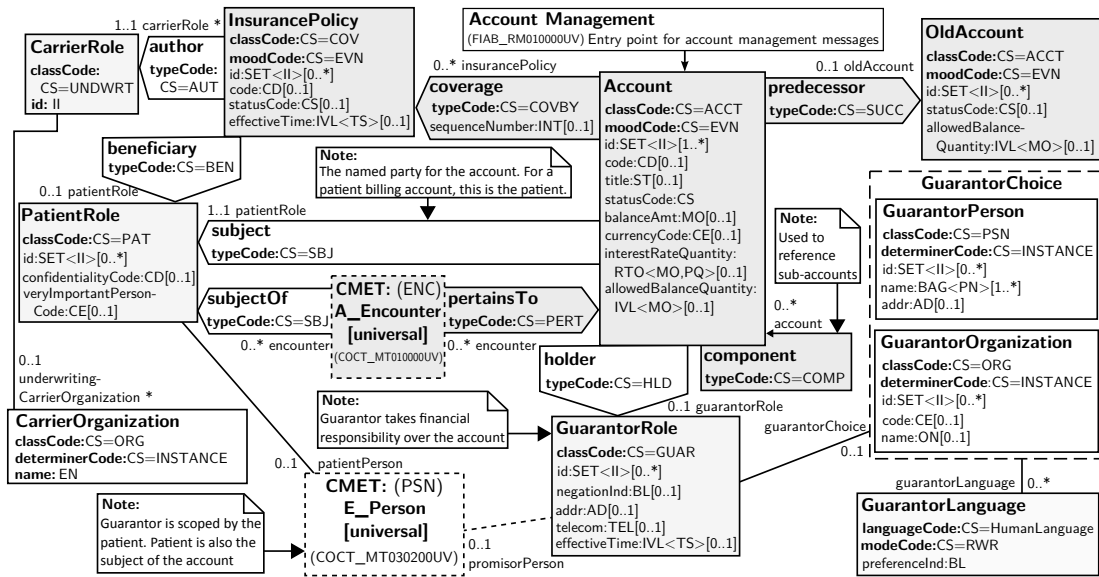 1..1 carrierRole *
CarrierRole
classCode:
CS=UNDWRT
id: II
author
typeCode:
CS=AUT
InsurancePolicy
classCode:CS=COV
moodCode:CS=EVN
id:SET<II>[0..*]
code:CD[0..1]
statusCode:CS[0..1]
effectiveTime:IVL<TS>[0..1]
Account Management
(FIAB_RM010000UV) Entry point for account management messages
0..* insurancePolicy
coverage
typeCode:CS=COVBY
sequenceNumber:INT[0..1]
Account
classCode:CS=ACCT
moodCode:CS=EVN
id:SET<II>[1..*]
code:CD[0..1]
title:ST[0..1]
statusCode:CS
balanceAmt:MO[0..1]
currencyCode:CE[0..1]
interestRateQuantity:
RTO<MO,PQ>[0..1]
allowedBalanceQuantity:
IVL<MO>[0..1]
0..1 oldAccount
predecessor
typeCode:CS=SUCC
OldAccount
classCode:CS=ACCT
moodCode:CS=EVN
id:SET<II>[0..*]
statusCode:CS[0..1]
allowedBalance-
Quantity:IVL<MO>[0..1]
beneficiary
typeCode:CS=BEN
0..1 patientRole
Note:
The named party for the account. For a
patient billing account, this is the patient.
PatientRole
classCode:CS=PAT
id:SET<II>[0..*]
confidentialityCode:CD[0..1]
veryImportantPerson-
Code:CE[0..1]
1..1 patientRole
subject
typeCode:CS=SBJ
Note:
Used to
reference
sub-accounts
GuarantorChoice
GuarantorPerson
classCode:CS=PSN
determinerCode:CS=INSTANCE
id:SET<II>[0..*]
name:BAG<PN>[1..*]
addr:AD[0..1]
subjectOf
typeCode:CS=SBJ
0..* encounter
CMET: (ENC)
A_Encounter
[universal]
(COCT_MT010000UV)
pertainsTo
typeCode:CS=PERT
0..* encounter
0..*
account
component
typeCode:CS=COMP
GuarantorOrganization
classCode:CS=ORG
determinerCode:CS=INSTANCE
id:SET<II>[0..*]
code:CE[0..1]
name:ON[0..1]
0..1
underwriting-
CarrierOrganization *
CarrierOrganization
classCode:CS=ORG
determinerCode:CS=INSTANCE
name: EN
holder
typeCode:CS=HLD
0..1 guarantorRole
Note:
Guarantor takes financial
responsibility over the account
GuarantorRole
classCode:CS=GUAR
id:SET<II>[0..*]
negationInd:BL[0..1]
addr:AD[0..1]
telecom:TEL[0..1]
effectiveTime:IVL<TS>[0..1]
guarantorChoice
0..1
0..1 patientPerson
CMET: (PSN)
E_Person
[universal]
(COCT_MT030200UV)
0..1
promisorPerson
Note:
Guarantor is scoped by the
patient. Patient is also the
subject of the account
guarantorLanguage 0..*
GuarantorLanguage
languageCode:CS=HumanLanguage
modeCode:CS=RWR
preferenceInd:BL